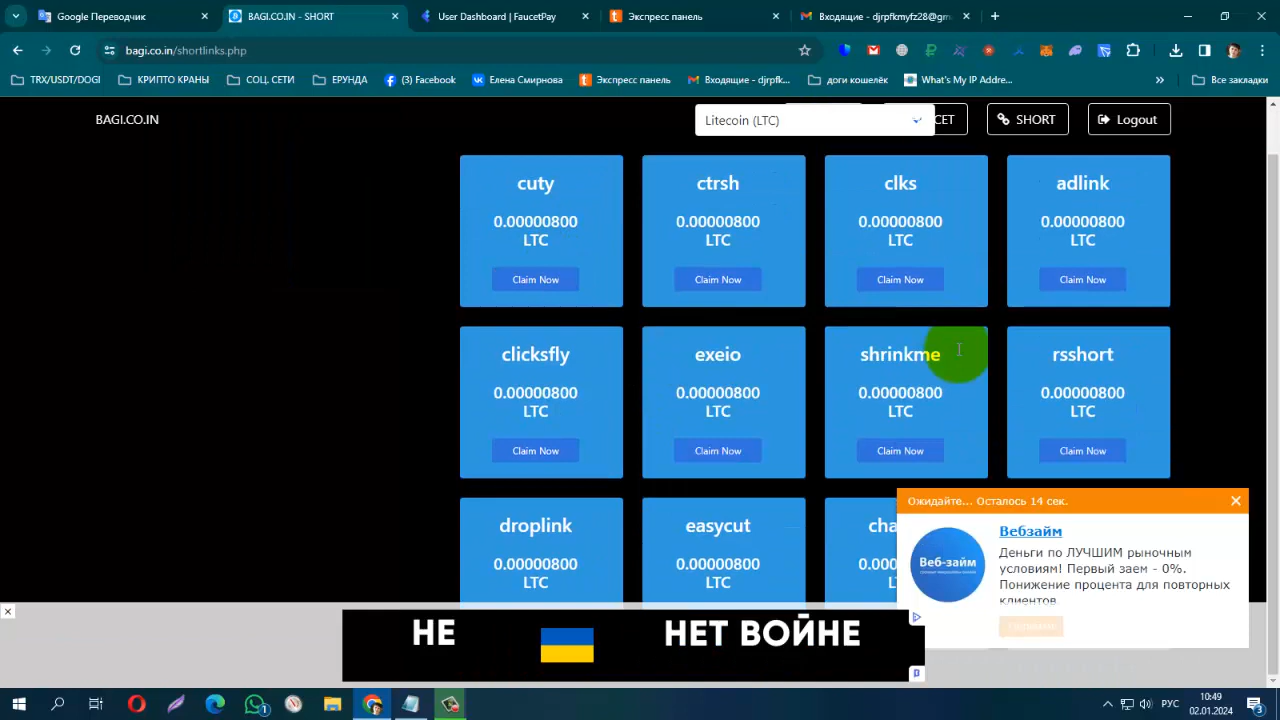 Google Переводчик
BAGI.CO.IN - SHORT
User Dashboard | FaucetPay
Экспресс панель
Входящие - djrpfkmyfz28@gm
bagi.co.in/shortlinks.php
TRX/USDT/DOGI
КРИПТО КРАНЫ
СОЦ. СЕТИ
ЕРУНДА
(3) Facebook
Елена Смирнова
Экспресс панель
Входящие - djrpfk...
доги кошелёк
What's My IP Addre...
Все закладки
BAGI.CO.IN
Litecoin (LTC)
CET
SHORT
Logout
cuty
ctrsh
clks
adlink
0.00000800
0.00000800
0.00000800
0.00000800
LTC
LTC
LTC
LTC
Claim Now
Claim Now
Claim Now
Claim Now
clicksfly
exeio
shrinkme
rsshort
0.00000800
0.00000800
0.00000800
0.00000800
LTC
LTC
LTC
LTC
Claim Now
Claim Now
Claim Now
Claim Now
droplink
easycut
cha
0.00000800
0.00000800
0.000
LTC
LTC
Ожидайте... Осталось 14 сек.
Веб-займ
Вебзайм
Деньги по ЛУЧШИМ рыночным
условиям! Первый заем - 0%.
Понижение процента для повторных
клиентов
НЕ
НЕТ ВОЙНЕ
РУС
10:49
02.01.2024